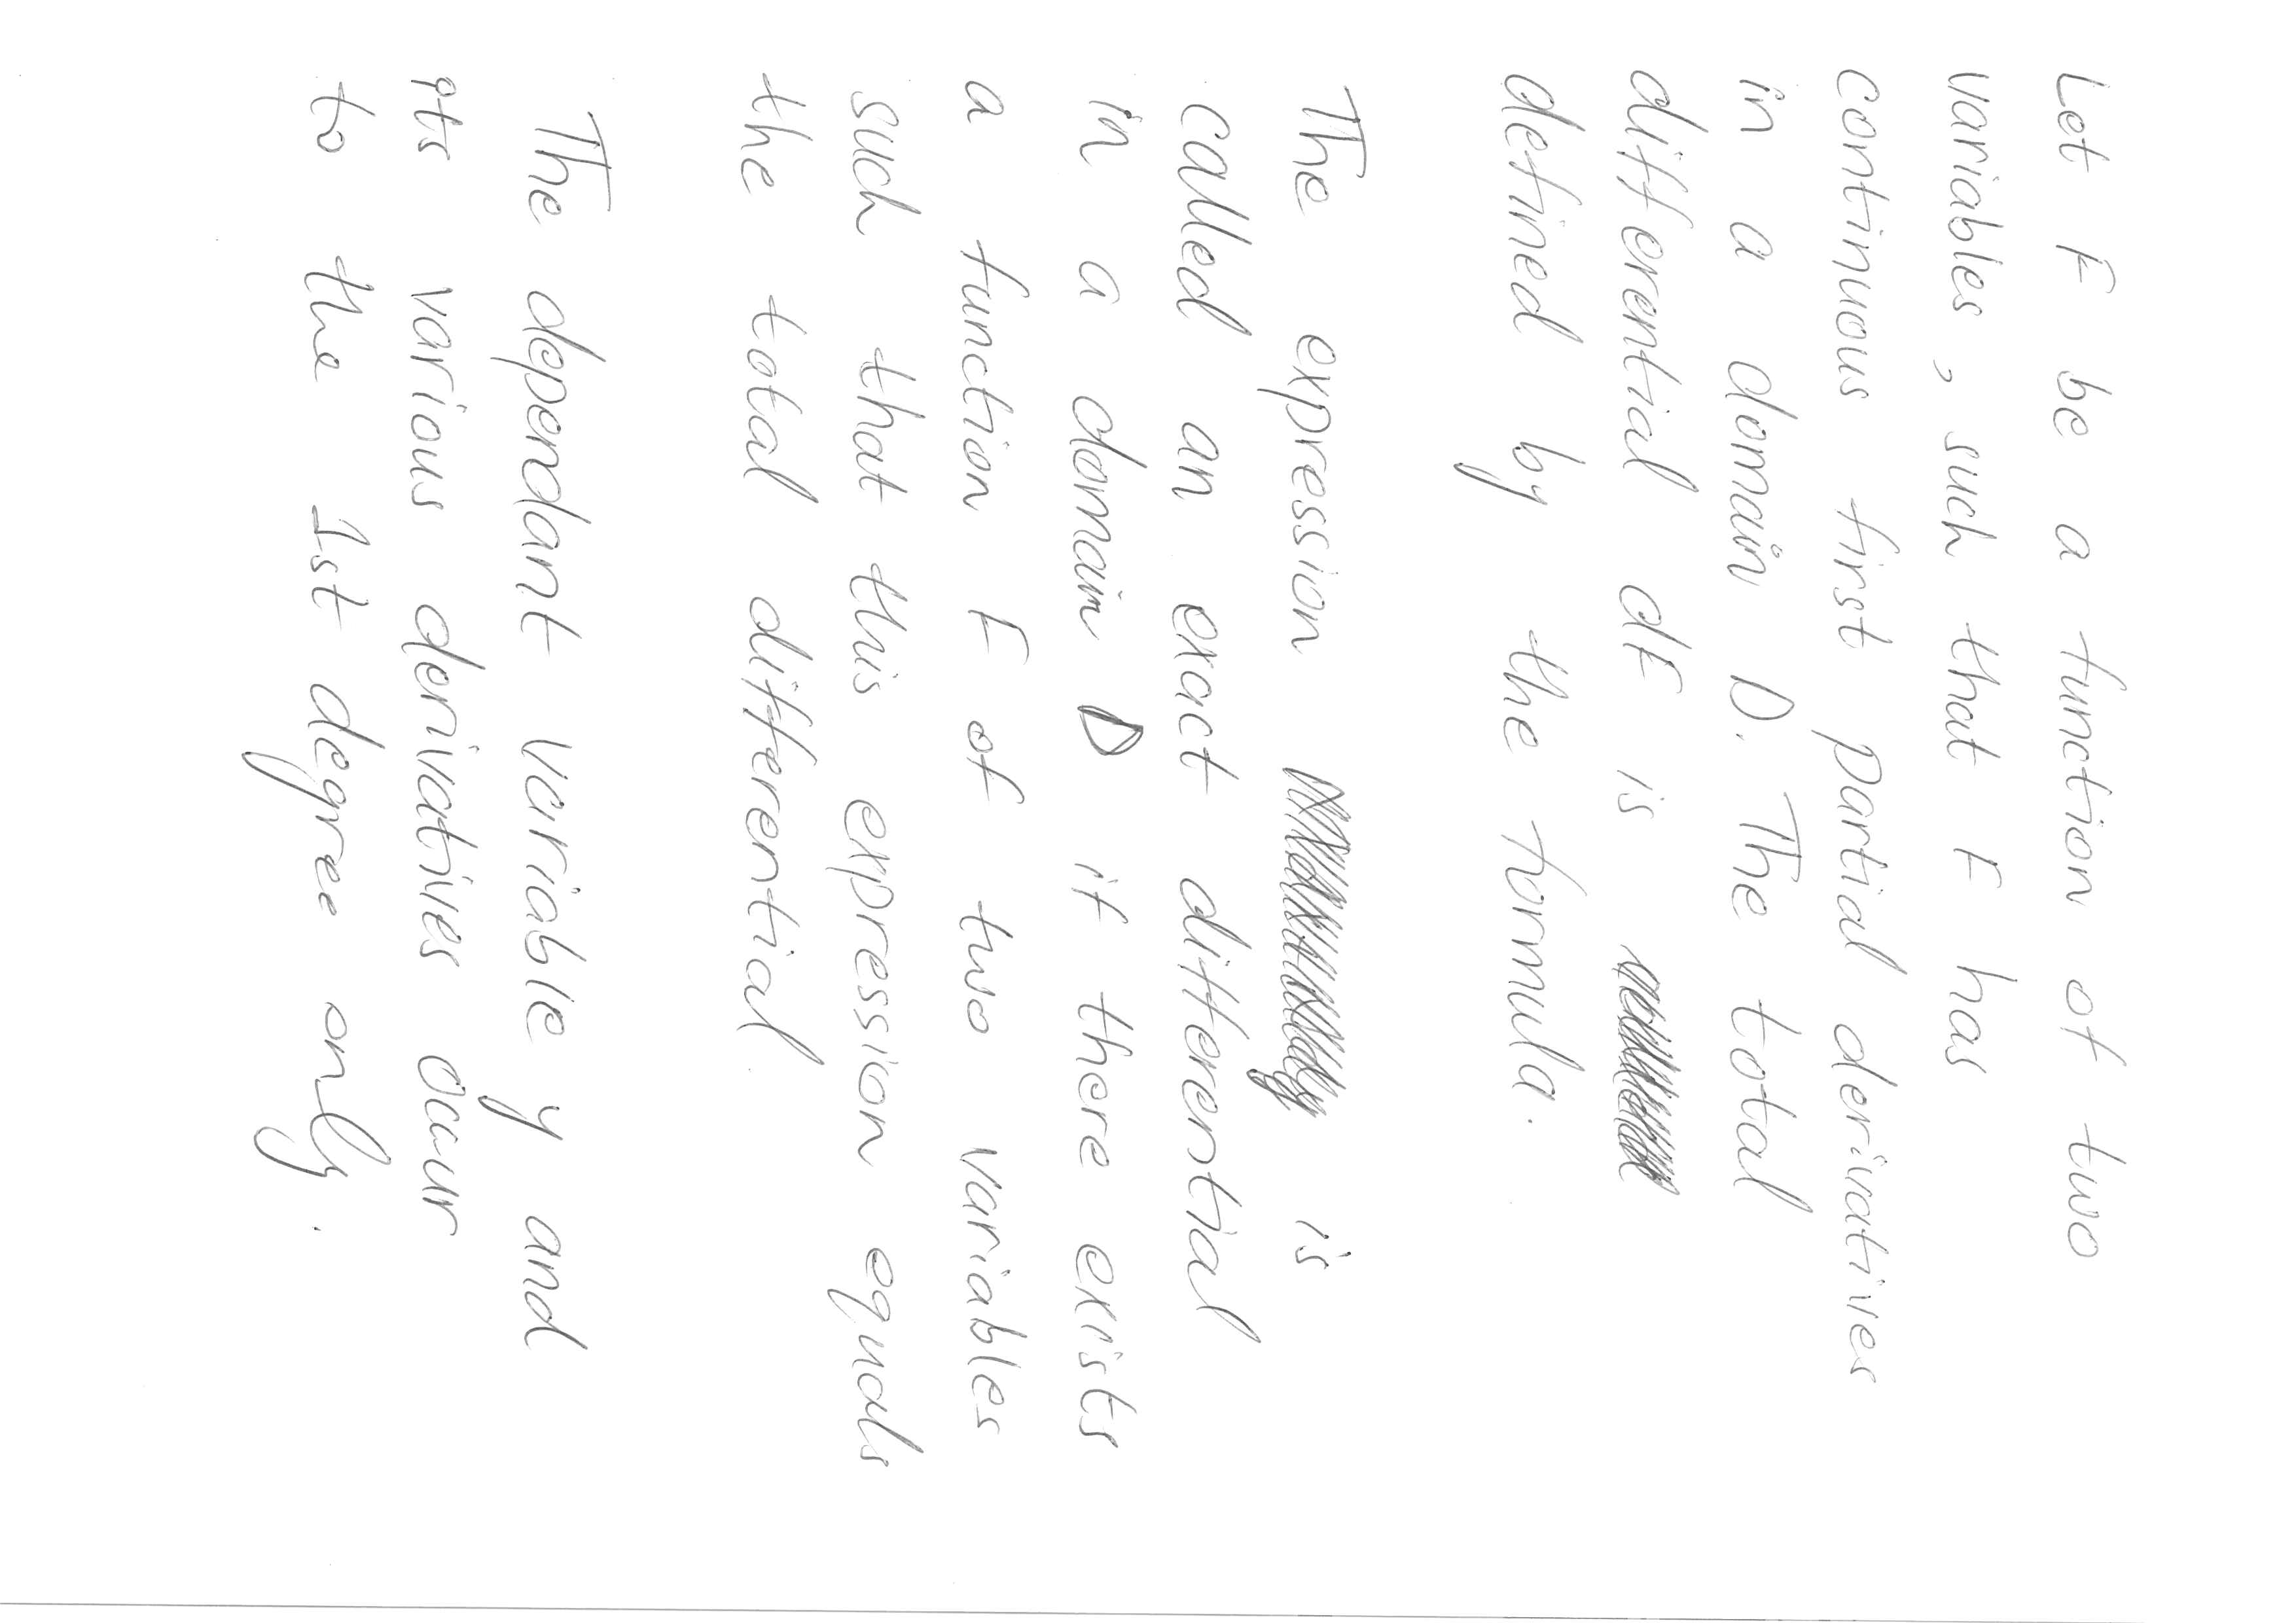 Let F be a function of two
variables, such that F has
continuous first partial derivatives
in a domain D. The total
differential dF is
defined by the formula.
The expression is
called an exact differential
in a domain D if there exists
a function F of two variables
such that this expression equals
the total differential.
The dependant variable y and
its various derivatives occur
to the 1st degree only.